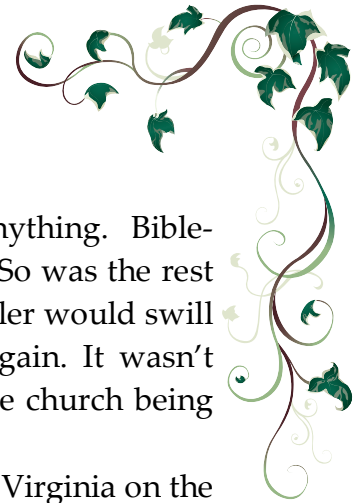 nything. Bible-
So was the rest
ler would swill
gain. It wasn't
e church being
Virginia on the